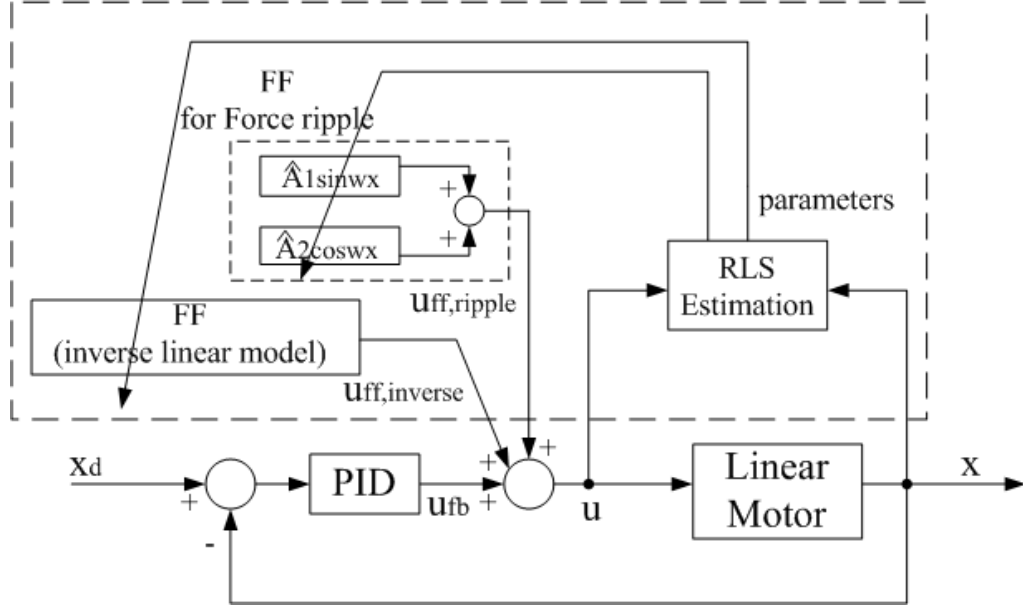 FF
for Force ripple
Â1sinwx
+
+
Â2coswx
parameters
RLS
Estimation
uff,ripple
FF
(inverse linear model)
uff,inverse
xd
+
-
PID
ufb
+
+
+
u
Linear
Motor
x